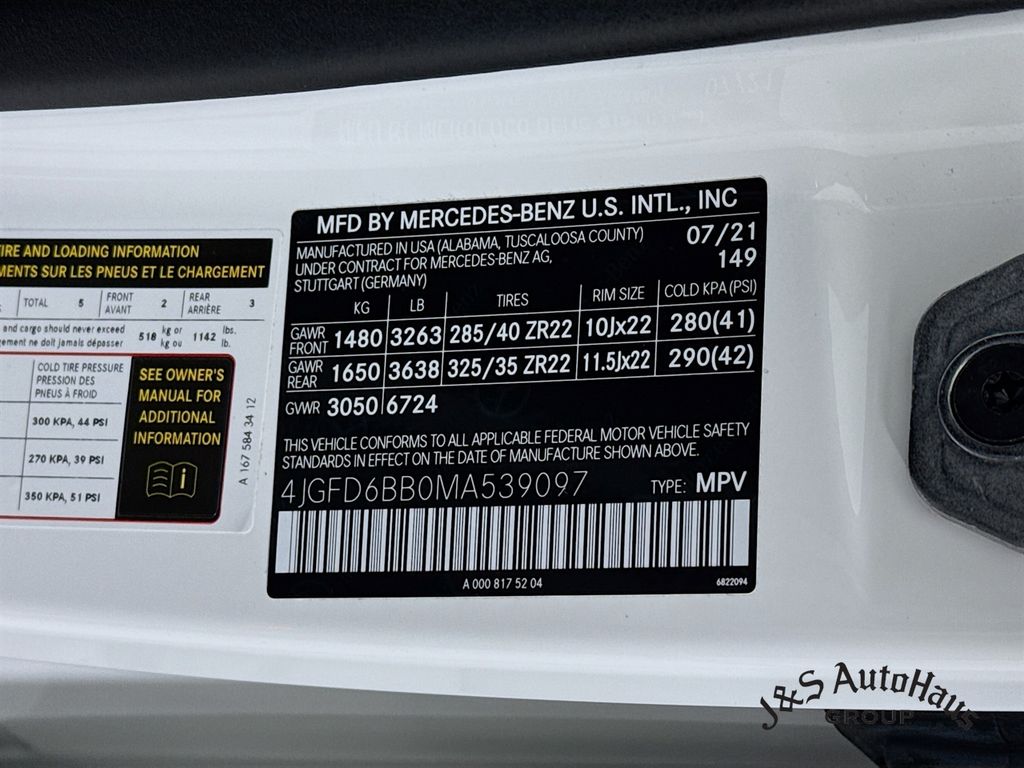 TIRE AND LOADING INFORMATION
SUR LES PNEUS ET LE CHARGEMENT
TOTAL 5 FRONT AVANT 2 REAR ARRIÈRE 3
and cargo should never exceed 518 kg or 1142 lbs.
ne doit jamais dépasser kg ou lb.
COLD TIRE PRESSURE
PRESSION DES
PNEUS À FROID
300 KPA, 44 PSI
270 KPA, 39 PSI
350 KPA, 51 PSI
SEE OWNER'S
MANUAL FOR
ADDITIONAL
INFORMATION
A 167 584 34 12
MFD BY MERCEDES-BENZ U.S. INTL., INC
MANUFACTURED IN USA (ALABAMA, TUSCALOOSA COUNTY) 07/21
UNDER CONTRACT FOR MERCEDES-BENZ AG, 149
STUTTGART (GERMANY)
KG LB TIRES RIM SIZE COLD KPA (PSI)
GAWR FRONT 1480 3263 285/40 ZR22 10Jx22 280(41)
GAWR REAR 1650 3638 325/35 ZR22 11.5Jx22 290(42)
GVWR 3050 6724
THIS VEHICLE CONFORMS TO ALL APPLICABLE FEDERAL MOTOR VEHICLE SAFETY
STANDARDS IN EFFECT ON THE DATE OF MANUFACTURE SHOWN ABOVE.
4JGFD6BB0MA539097 TYPE: MPV
A 000 817 52 04 6822094
J&S AutoHaus
GROUP